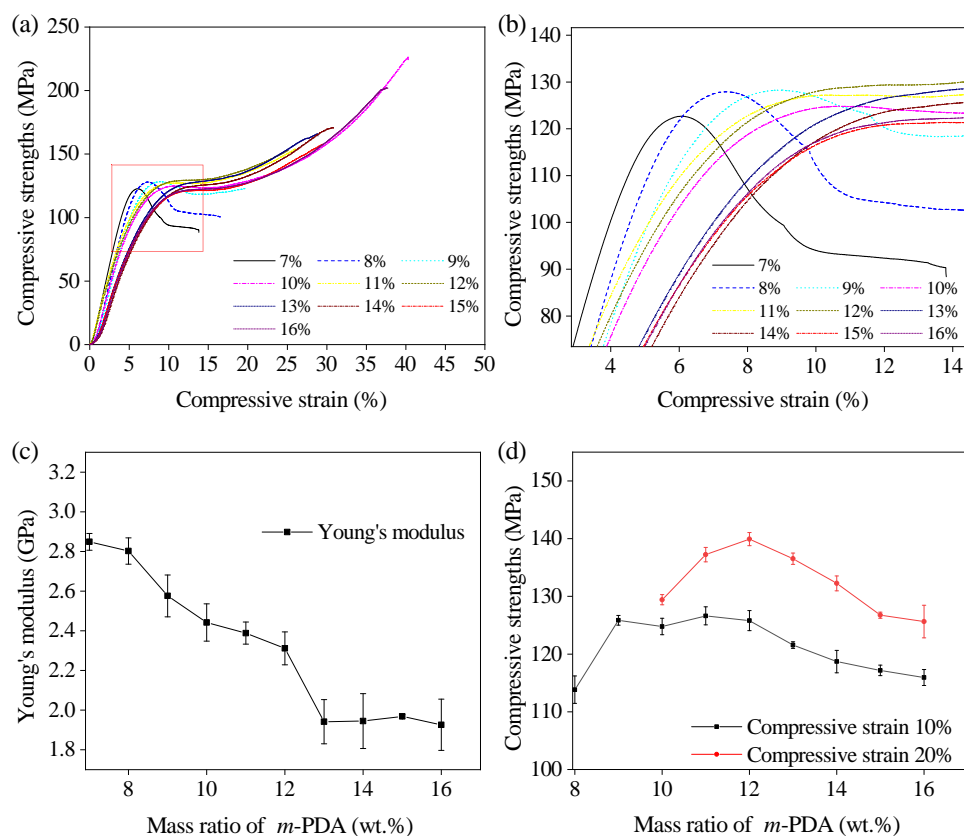 (a)
250
200
150
100
50
0
Compressive strengths (MPa)
7% 8% 9%
10% 11% 12%
13% 14% 15%
16%
0 5 10 15 20 25 30 35 40 45 50
Compressive strain (%)
(b)
140
130
120
110
100
90
80
Compressive strengths (MPa)
7%
8% 9% 10%
11% 12% 13%
14% 15% 16%
4 6 8 10 12 14
Compressive strain (%)
(c)
3.2
3.0
2.8
2.6
2.4
2.2
2.0
1.8
Young's modulus (GPa)
Young's modulus
8 10 12 14 16
Mass ratio of m-PDA (wt.%)
(d)
150
140
130
120
110
100
Compressive strengths (MPa)
Compressive strain 10%
Compressive strain 20%
8 10 12 14 16
Mass ratio of m-PDA (wt.%)